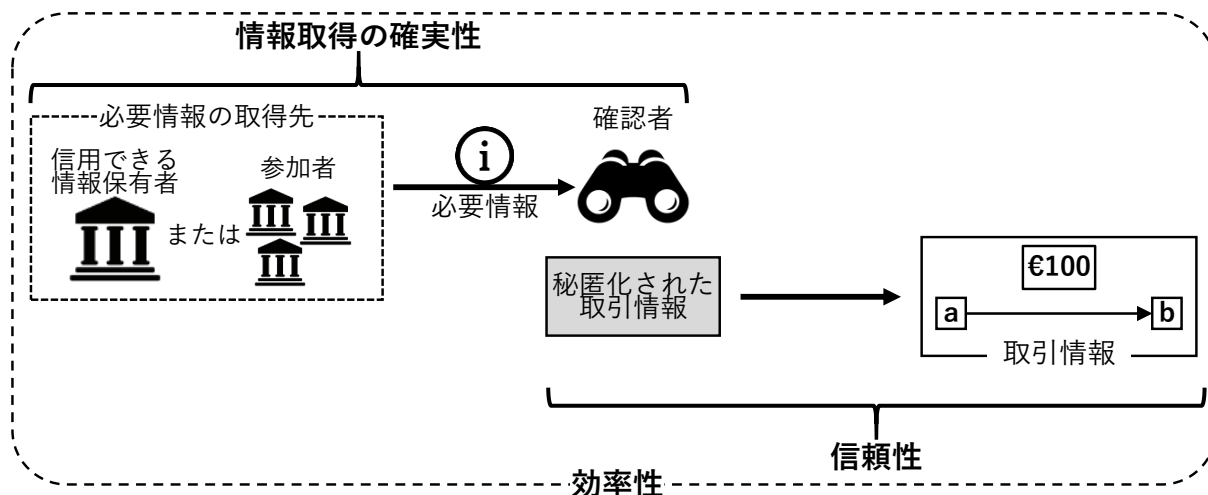 情報取得の確実性
必要情報の取得先
信用できる
情報保有者
または
参加者
i
必要情報
確認者
秘匿化された
取引情報
€100
a
b
取引情報
信頼性
効率性